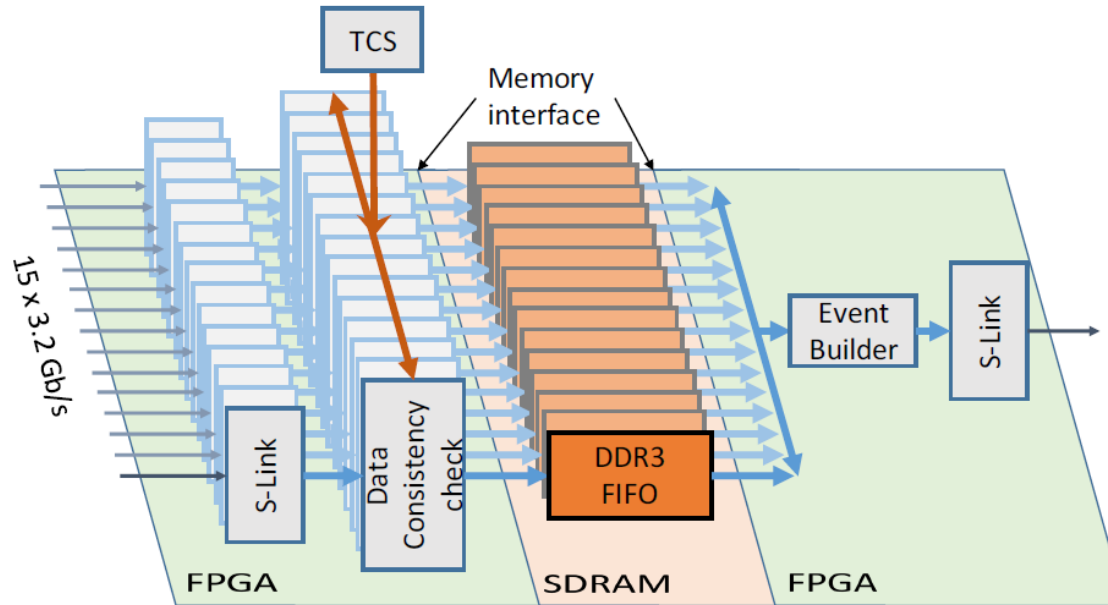 TCS
Memory
interface
15 x 3.2 Gb/s
S-Link
Data
Consistency
check
DDR3
FIFO
Event
Builder
S-Link
FPGA
SDRAM
FPGA